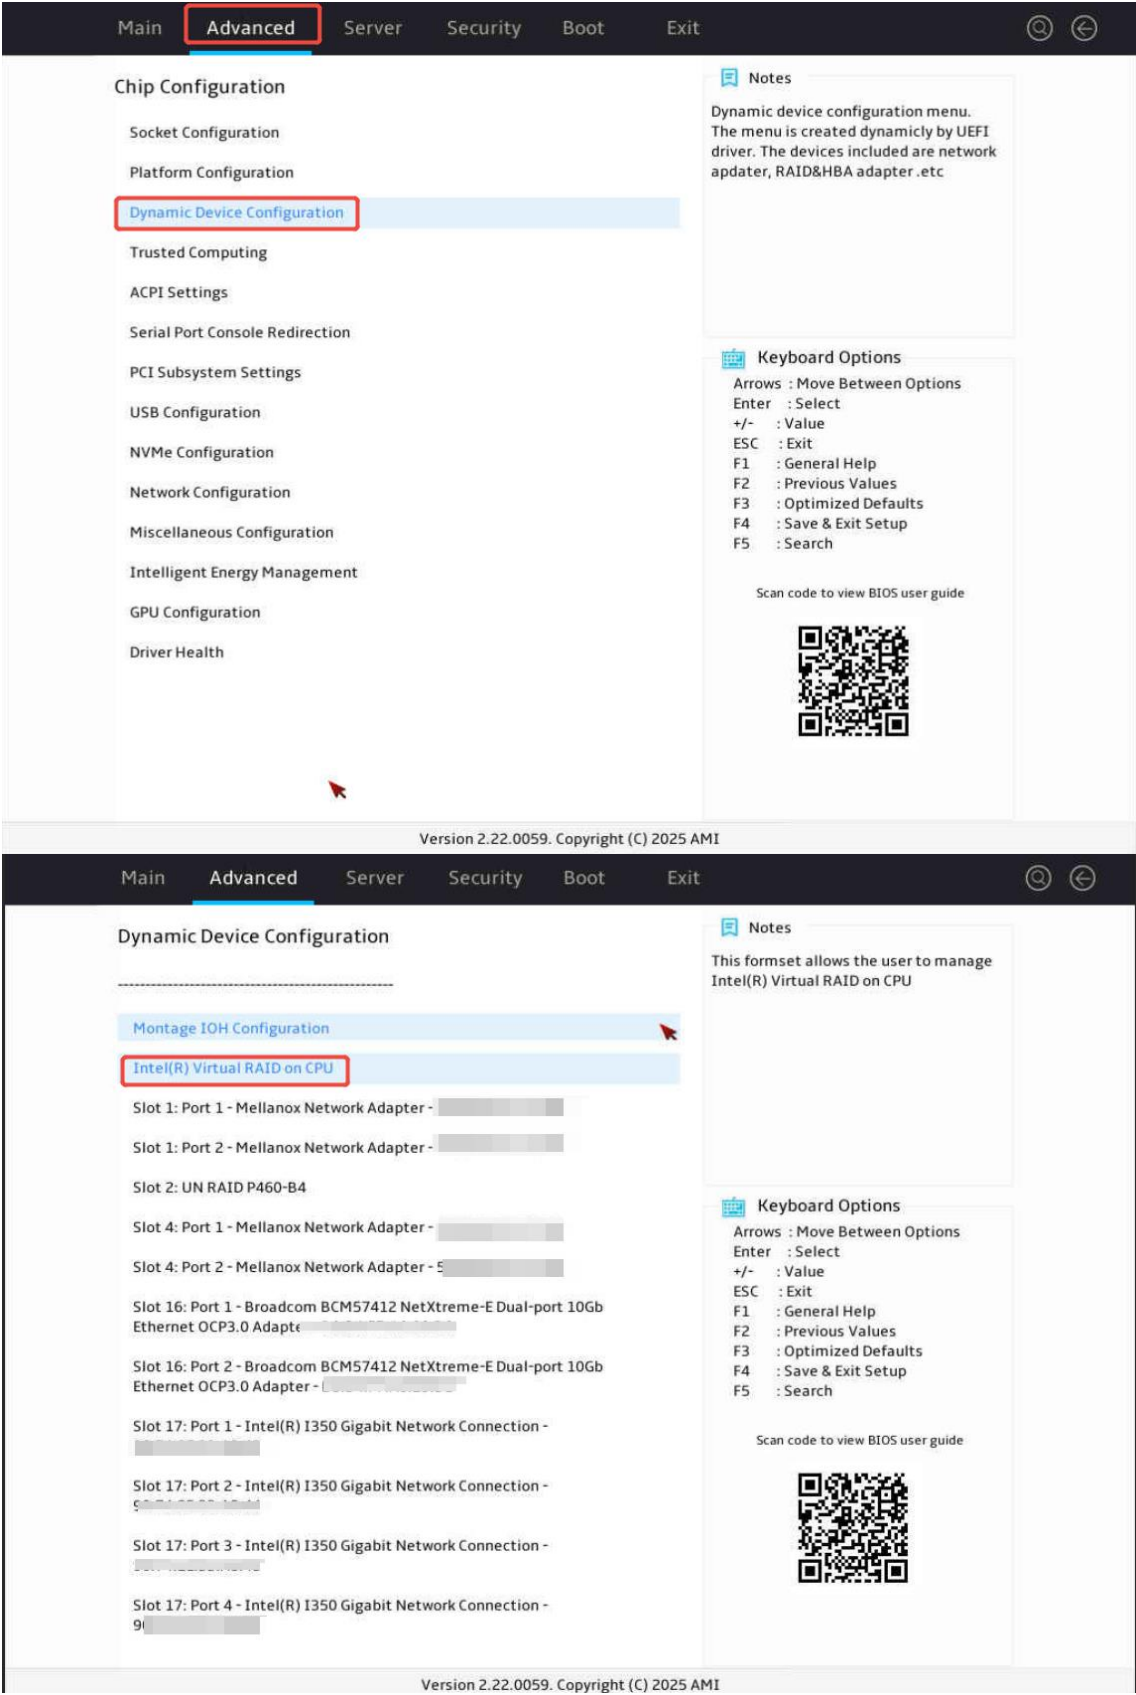 Main Advanced Server Security Boot Exit
Chip Configuration
Socket Configuration
Platform Configuration
Dynamic Device Configuration
Trusted Computing
ACPI Settings
Serial Port Console Redirection
PCI Subsystem Settings
USB Configuration
NVMe Configuration
Network Configuration
Miscellaneous Configuration
Intelligent Energy Management
GPU Configuration
Driver Health
Notes
Dynamic device configuration menu.
The menu is created dynamicly by UEFI
driver. The devices included are network
apdater, RAID&HBA adapter .etc
Keyboard Options
Arrows : Move Between Options
Enter : Select
+/- : Value
ESC : Exit
F1 : General Help
F2 : Previous Values
F3 : Optimized Defaults
F4 : Save & Exit Setup
F5 : Search
Scan code to view BIOS user guide
Version 2.22.0059. Copyright (C) 2025 AMI
Main Advanced Server Security Boot Exit
Dynamic Device Configuration
--------------------------------------------------
Montage IOH Configuration
Intel(R) Virtual RAID on CPU
Slot 1: Port 1 - Mellanox Network Adapter -
Slot 1: Port 2 - Mellanox Network Adapter -
Slot 2: UN RAID P460-B4
Slot 4: Port 1 - Mellanox Network Adapter -
Slot 4: Port 2 - Mellanox Network Adapter -
Slot 16: Port 1 - Broadcom BCM57412 NetXtreme-E Dual-port 10Gb
Ethernet OCP3.0
Slot 16: Port 2 - Broadcom BCM57412 NetXtreme-E Dual-port 10Gb
Ethernet OCP3.0 Adapter -
Slot 17: Port 1 - Intel(R) I350 Gigabit Network Connection -
Slot 17: Port 2 - Intel(R) I350 Gigabit Network Connection -
Slot 17: Port 3 - Intel(R) I350 Gigabit Network Connection -
Slot 17: Port 4 - Intel(R) I350 Gigabit Network Connection -
Notes
This formset allows the user to manage
Intel(R) Virtual RAID on CPU
Keyboard Options
Arrows : Move Between Options
Enter : Select
+/- : Value
ESC : Exit
F1 : General Help
F2 : Previous Values
F3 : Optimized Defaults
F4 : Save & Exit Setup
F5 : Search
Scan code to view BIOS user guide
Version 2.22.0059. Copyright (C) 2025 AMI